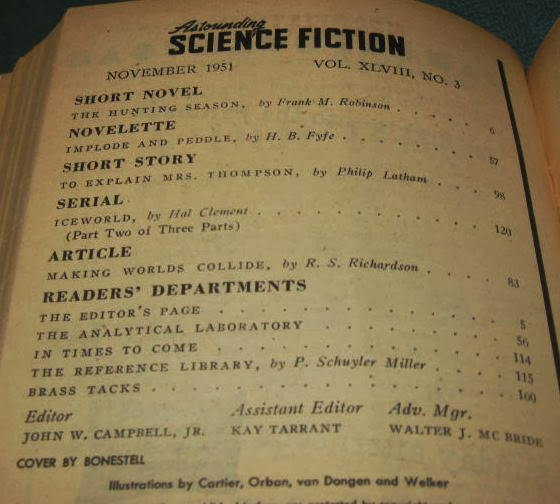 Astounding
SCIENCE FICTION
NOVEMBER 1951 VOL. XLVIII, NO. 3
SHORT NOVEL
THE HUNTING SEASON, by Frank M. Robinson . . . . . 6
NOVELETTE
IMPLODE AND PEDDLE, by H. B. Fyfe . . . . . . . 57
SHORT STORY
TO EXPLAIN MRS. THOMPSON, by Philip Latham . . . . 98
SERIAL
ICEWORLD, by Hal Clement . . . . . . . . . . 120
(Part Two of Three Parts)
ARTICLE
MAKING WORLDS COLLIDE, by R. S. Richardson . . . . 83
READERS' DEPARTMENTS
THE EDITOR'S PAGE . . . . . . . . . . . 5
THE ANALYTICAL LABORATORY . . . . . . . . 56
IN TIMES TO COME . . . . . . . . . . . 114
THE REFERENCE LIBRARY, by P. Schuyler Miller . . . . 115
BRASS TACKS . . . . . . . . . . . . . 160
Editor Assistant Editor Adv. Mgr.
JOHN W. CAMPBELL, JR. KAY TARRANT WALTER J. MC BRIDE
COVER BY BONESTELL
Illustrations by Cartier, Orban, van Dongen and Welker